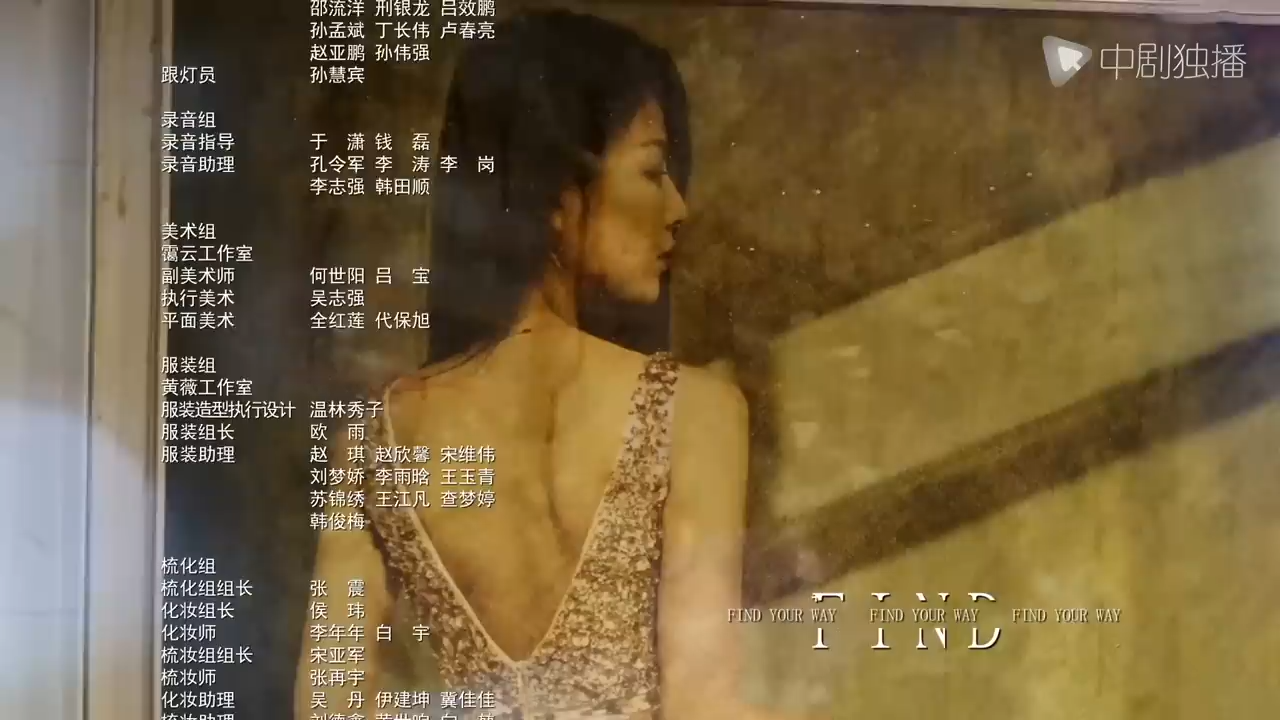 邵流洋 刑银龙 吕效鹏
孙孟斌 丁长伟 卢春亮
赵亚鹏 孙伟强
跟灯员 孙慧宾
中剧独播
录音组
录音指导 于 潇 钱 磊
录音助理 孔令军 李 涛 李 岗
李志强 韩田顺
美术组
霭云工作室
副美术师 何世阳 吕 宝
执行美术 吴志强
平面美术 全红莲 代保旭
服装组
黄薇工作室
服装造型执行设计 温林秀子
服装组长 欧 雨
服装助理 赵 琪 赵欣馨 宋维伟
刘梦娇 李雨晗 王玉青
苏锦绣 王江凡 查梦婷
韩俊梅
梳化组
梳化组组长 张 震
化妆组长 侯 玮
化妆师 李年年 白 宇
梳妆组组长 宋亚军
梳妆师 张再宇
化妆助理 吴 丹 伊建坤 冀佳佳
FIND YOUR WAY FIND YOUR WAY FIND YOUR WAY
FIND